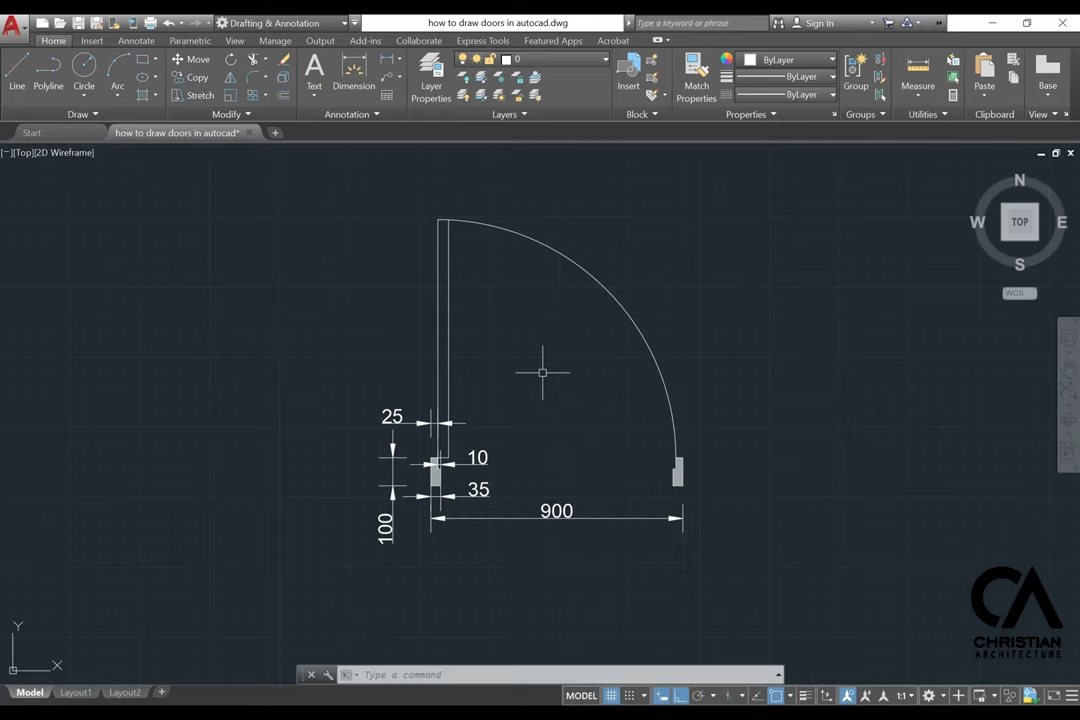 Drafting & Annotation
how to draw doors in autocad.dwg
Type a keyword or phrase
Sign In
Home Insert Annotate Parametric View Manage Output Add-ins Collaborate Express Tools Featured Apps Acrobat
Line Polyline Circle Arc
Move
Copy
Stretch
Text Dimension
Layer Properties
0
Insert
Match Properties
ByLayer
ByLayer
ByLayer
Group
Measure
Paste
Base
Draw Modify Annotation Layers Block Properties Groups Utilities Clipboard View
Start how to draw doors in autocad*
[−][Top][2D Wireframe]
N
W TOP E
S
WCS
25
10
35
100
900
Y
X
CA
CHRISTIAN
ARCHITECTURE
Type a command
Model Layout1 Layout2
MODEL 1:1